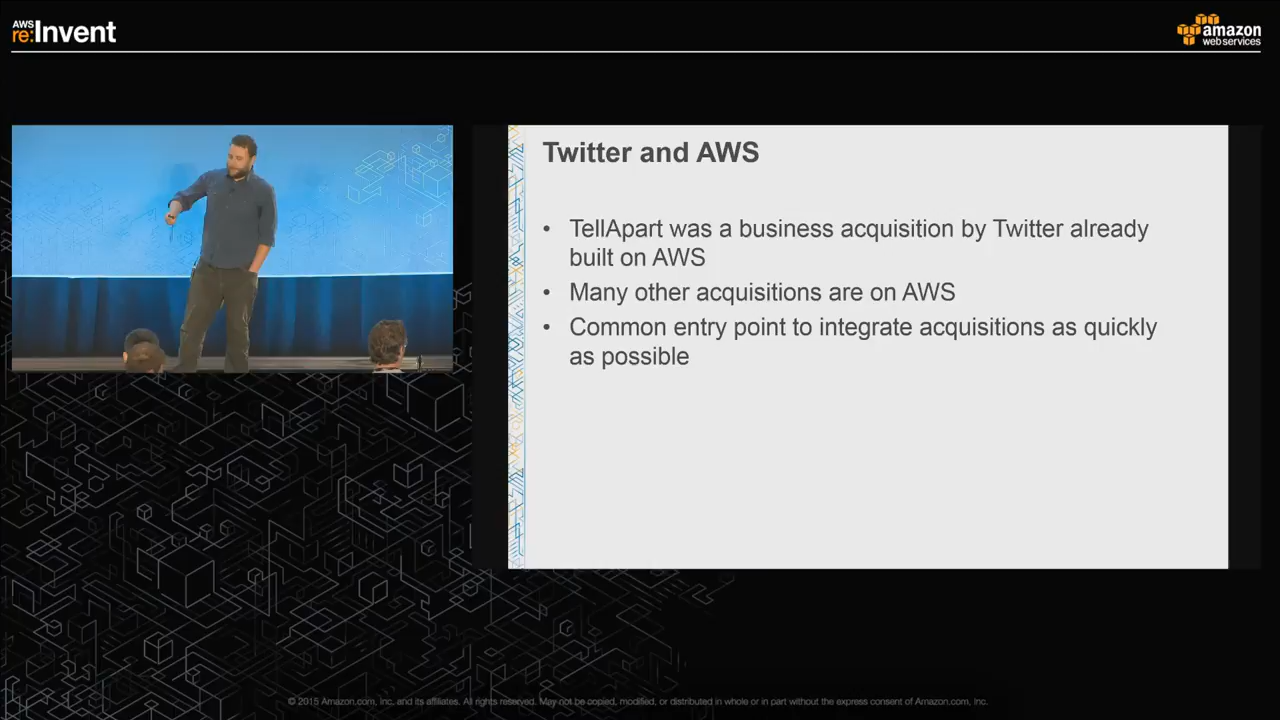 AWS
re:Invent
amazon
web services
Twitter and AWS
• TellApart was a business acquisition by Twitter already
built on AWS
• Many other acquisitions are on AWS
• Common entry point to integrate acquisitions as quickly
as possible
© 2015 Amazon.com, Inc, and its affiliates. All rights reserved. May not be copied, modified, or distributed in whole or in part without the express consent of Amazon.com, Inc.